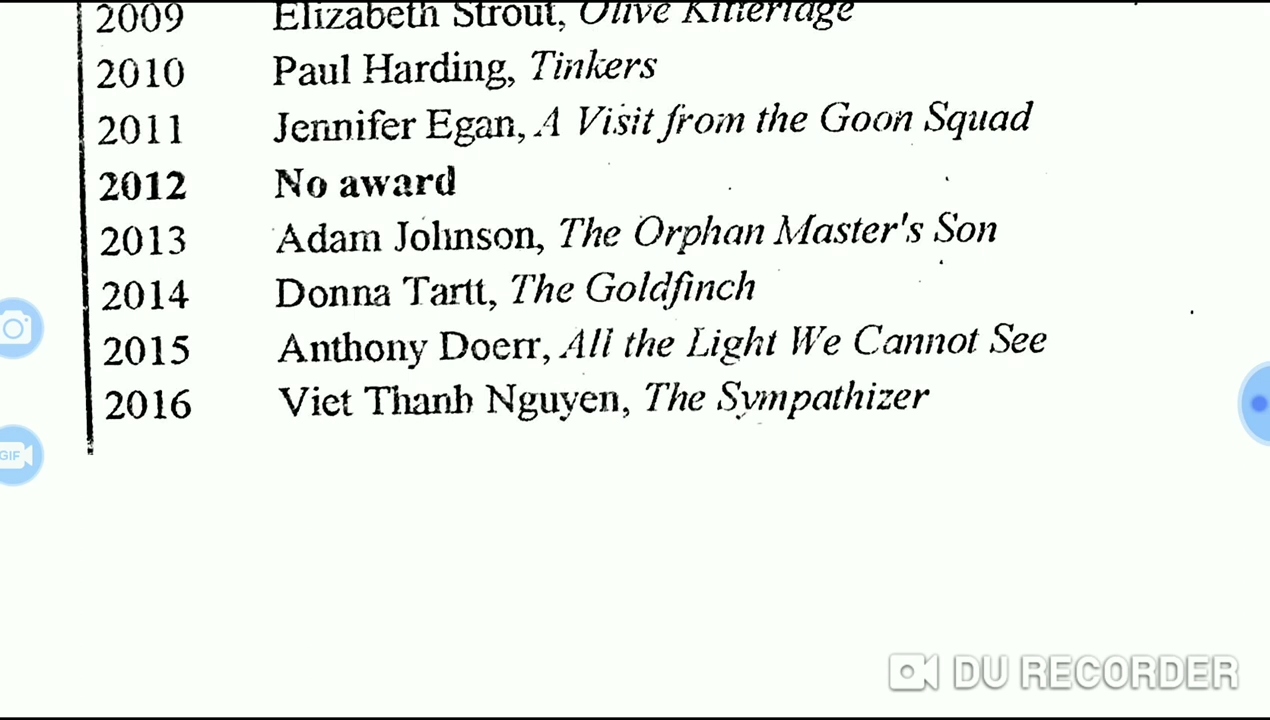 2009 Elizabeth Strout, Olive Kitteridge
2010 Paul Harding, Tinkers
2011 Jennifer Egan, A Visit from the Goon Squad
2012 No award
2013 Adam Johnson, The Orphan Master's Son
2014 Donna Tartt, The Goldfinch
2015 Anthony Doerr, All the Light We Cannot See
2016 Viet Thanh Nguyen, The Sympathizer
GIF
DU RECORDER